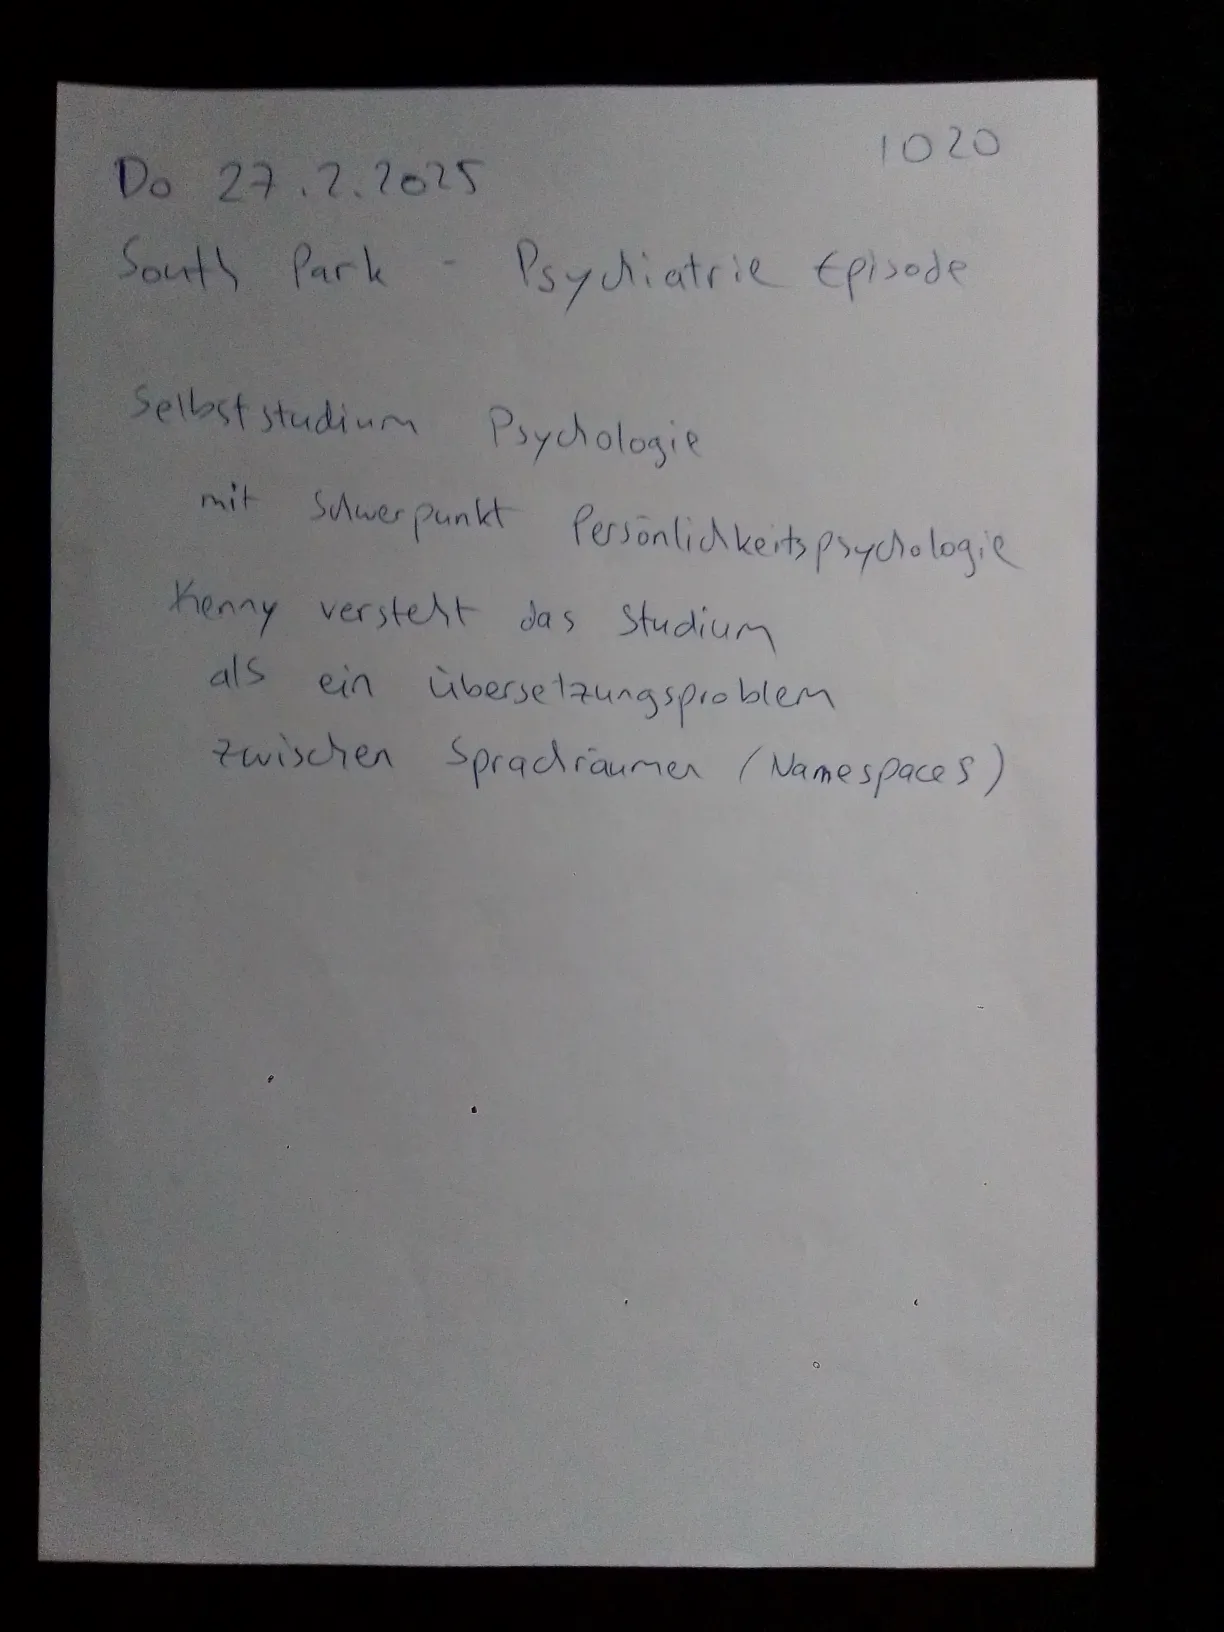 1020
Do 27.2.2025
South Park - Psychiatrie Episode
Selbststudium Psychologie
mit Schwerpunkt Persönlichkeitspsychologie
Kenny versteht das Studium
als ein Übersetzungsproblem
zwischen Sprachräumen (Namespaces)